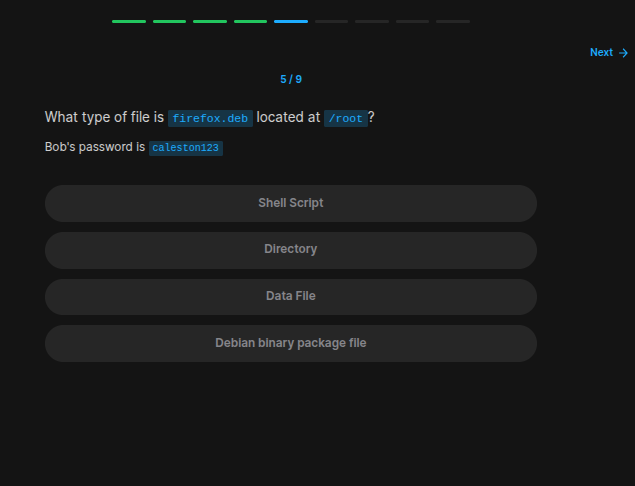 Next →
5 / 9
What type of file is firefox.deb located at /root ?
Bob's password is caleston123
Shell Script
Directory
Data File
Debian binary package file